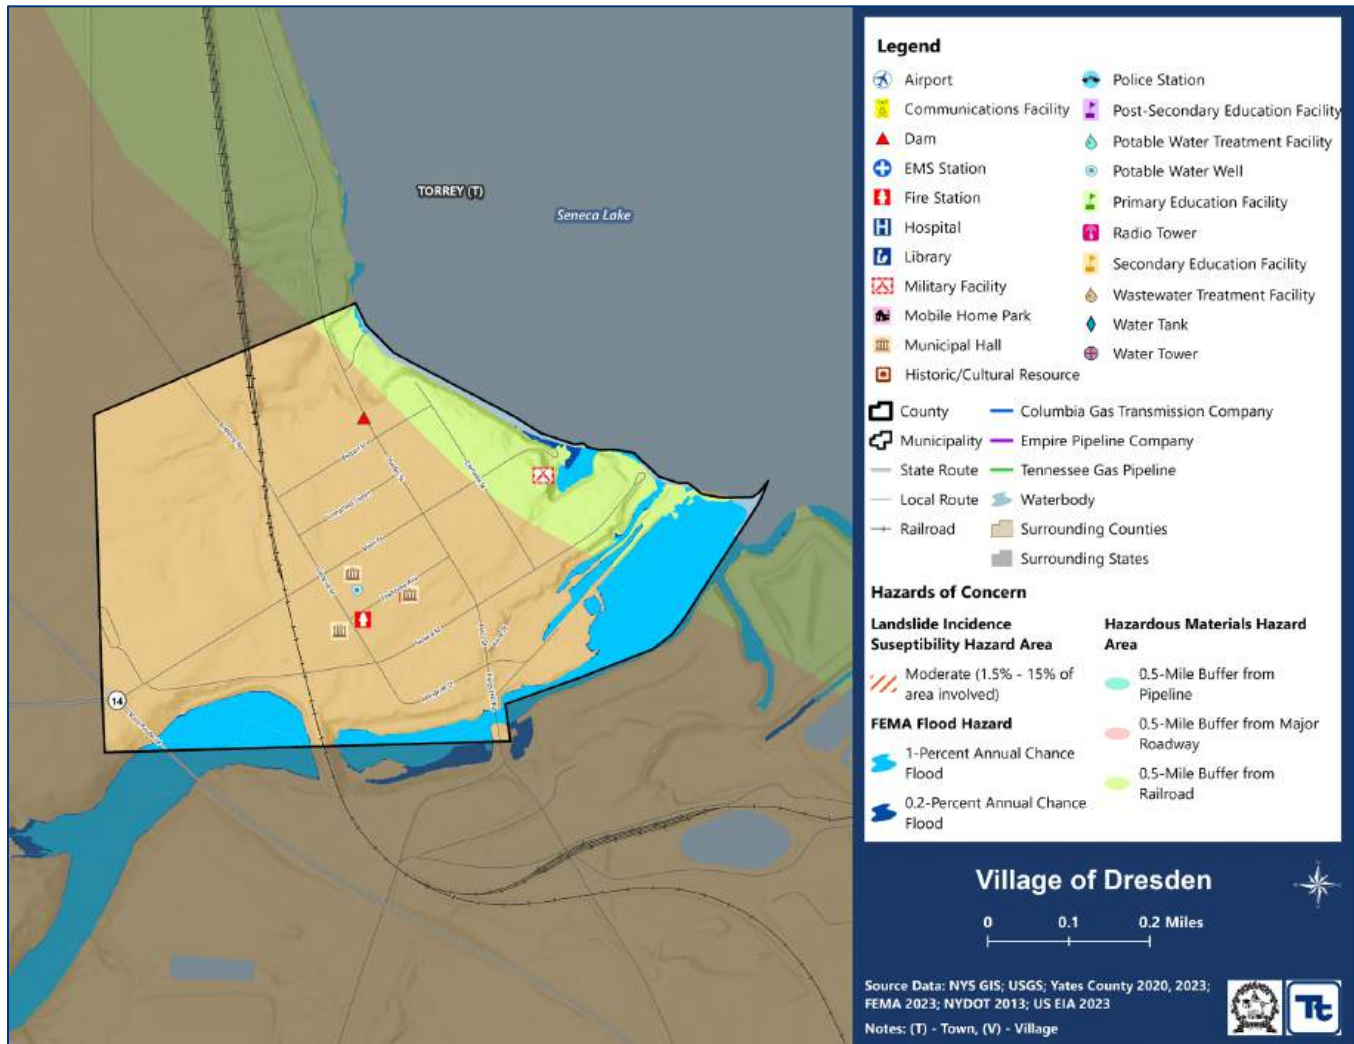 TORREY (T)
Seneca Lake
Main St
Seneca St
14
Legend
Airport
Communications Facility
Dam
EMS Station
Fire Station
Hospital
Library
Military Facility
Mobile Home Park
Municipal Hall
Historic/Cultural Resource
Police Station
Post-Secondary Education Facility
Potable Water Treatment Facility
Potable Water Well
Primary Education Facility
Radio Tower
Secondary Education Facility
Wastewater Treatment Facility
Water Tank
Water Tower
County
Municipality
State Route
Local Route
Railroad
Columbia Gas Transmission Company
Empire Pipeline Company
Tennessee Gas Pipeline
Waterbody
Surrounding Counties
Surrounding States
Hazards of Concern
Landslide Incidence
Suseptibility Hazard Area
Moderate (1.5% - 15% of
area involved)
FEMA Flood Hazard
1-Percent Annual Chance
Flood
0.2-Percent Annual Chance
Flood
Hazardous Materials Hazard
Area
0.5-Mile Buffer from
Pipeline
0.5-Mile Buffer from Major
Roadway
0.5-Mile Buffer from
Railroad
Village of Dresden
0 0.1 0.2 Miles
Source Data: NYS GIS; USGS; Yates County 2020, 2023;
FEMA 2023; NYDOT 2013; US EIA 2023
Notes: (T) - Town, (V) - Village
Tt